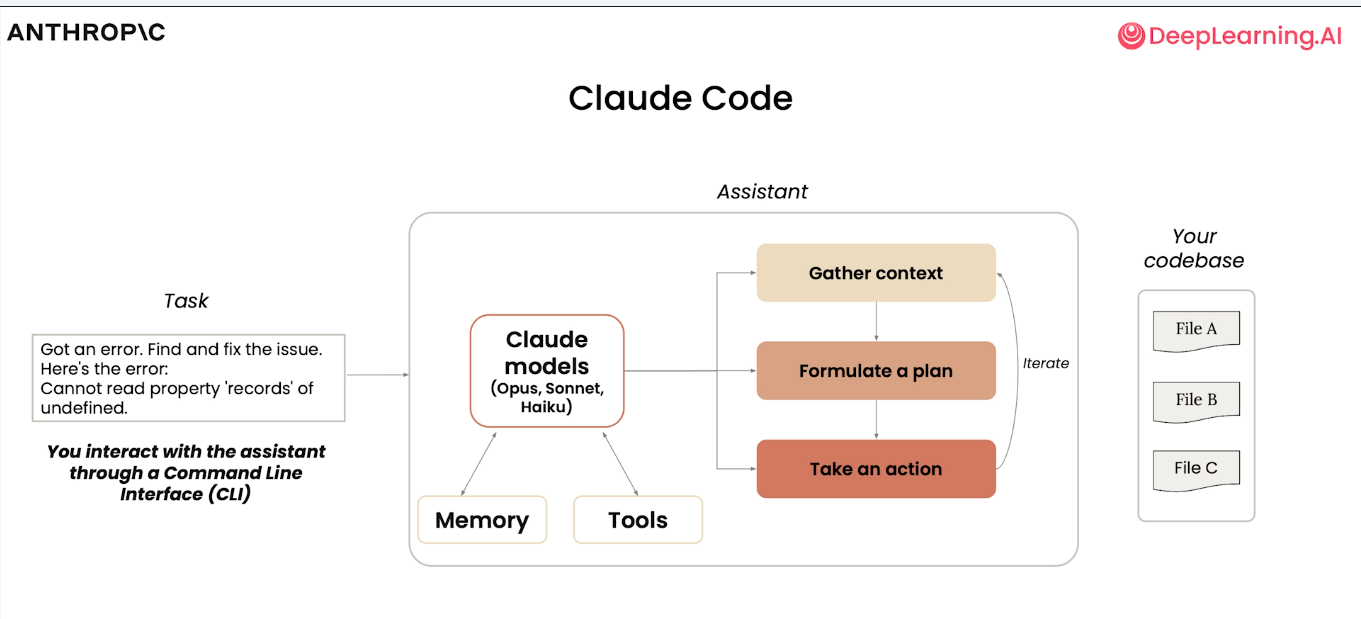 ANTHROP\C
DeepLearning.AI
Claude Code
Assistant
Your
codebase
Task
Got an error. Find and fix the issue.
Here's the error:
Cannot read property 'records' of
undefined.
You interact with the assistant
through a Command Line
Interface (CLI)
Claude
models
(Opus, Sonnet,
Haiku)
Memory
Tools
Gather context
Formulate a plan
Take an action
Iterate
File A
File B
File C